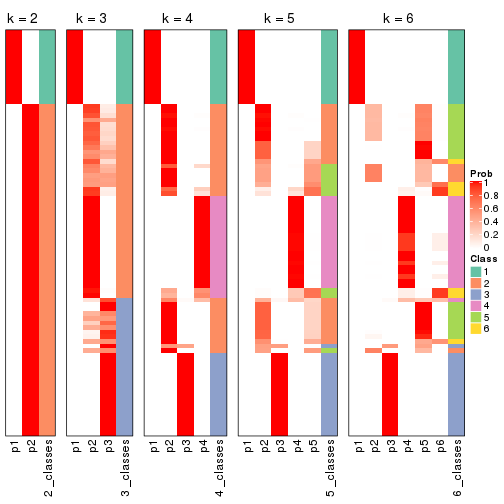 k = 2 k = 3 k = 4 k = 5 k = 6
p1 p2 2_classes
p1 p2 p3 3_classes
p1 p2 p3 p4 4_classes
p1 p2 p3 p4 p5 5_classes
p1 p2 p3 p4 p5 p6 6_classes
Prob
1
0.8
0.6
0.4
0.2
0
Class
1
2
3
4
5
6